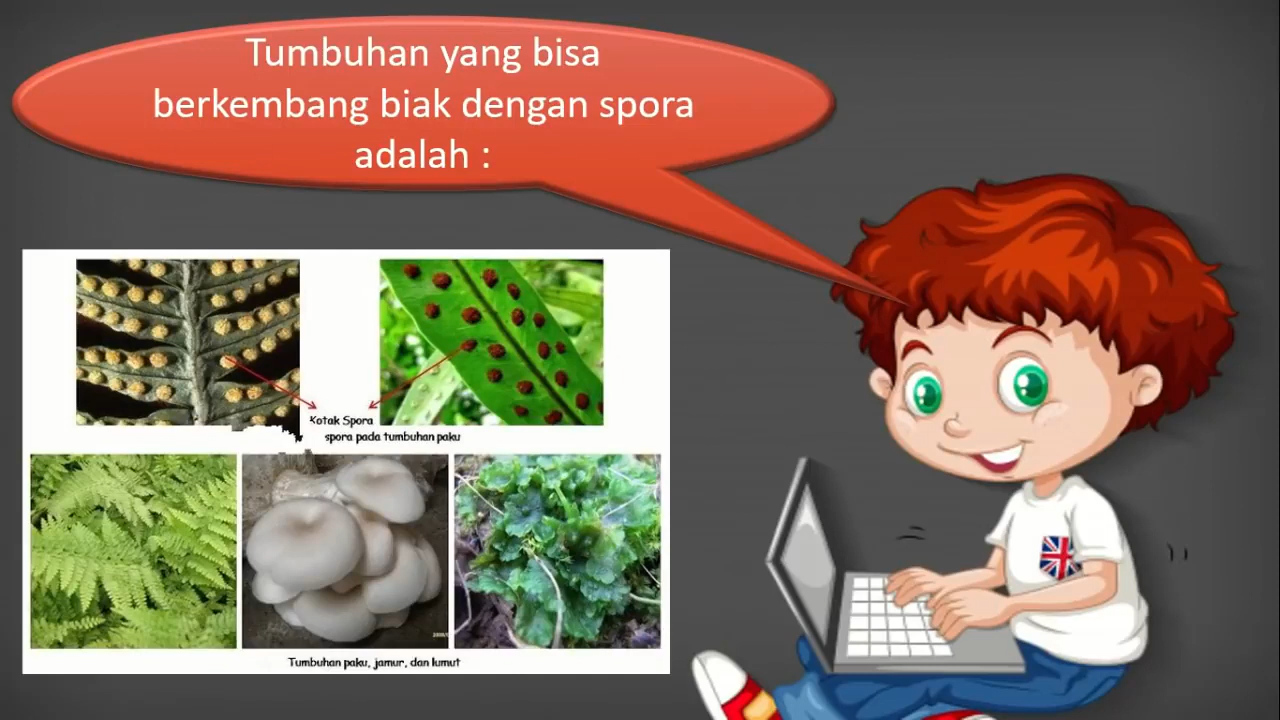 Tumbuhan yang bisa
berkembang biak dengan spora
adalah :
Kotak Spora
spora pada tumbuhan paku
Tumbuhan paku, jamur, dan lumut